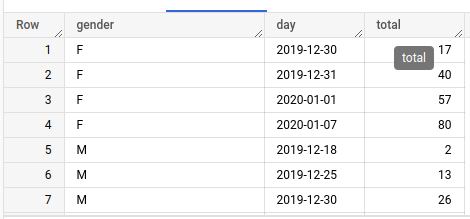 Row gender day total
1 F 2019-12-30 17
total
2 F 2019-12-31 40
3 F 2020-01-01 57
4 F 2020-01-07 80
5 M 2019-12-18 2
6 M 2019-12-25 13
7 M 2019-12-30 26